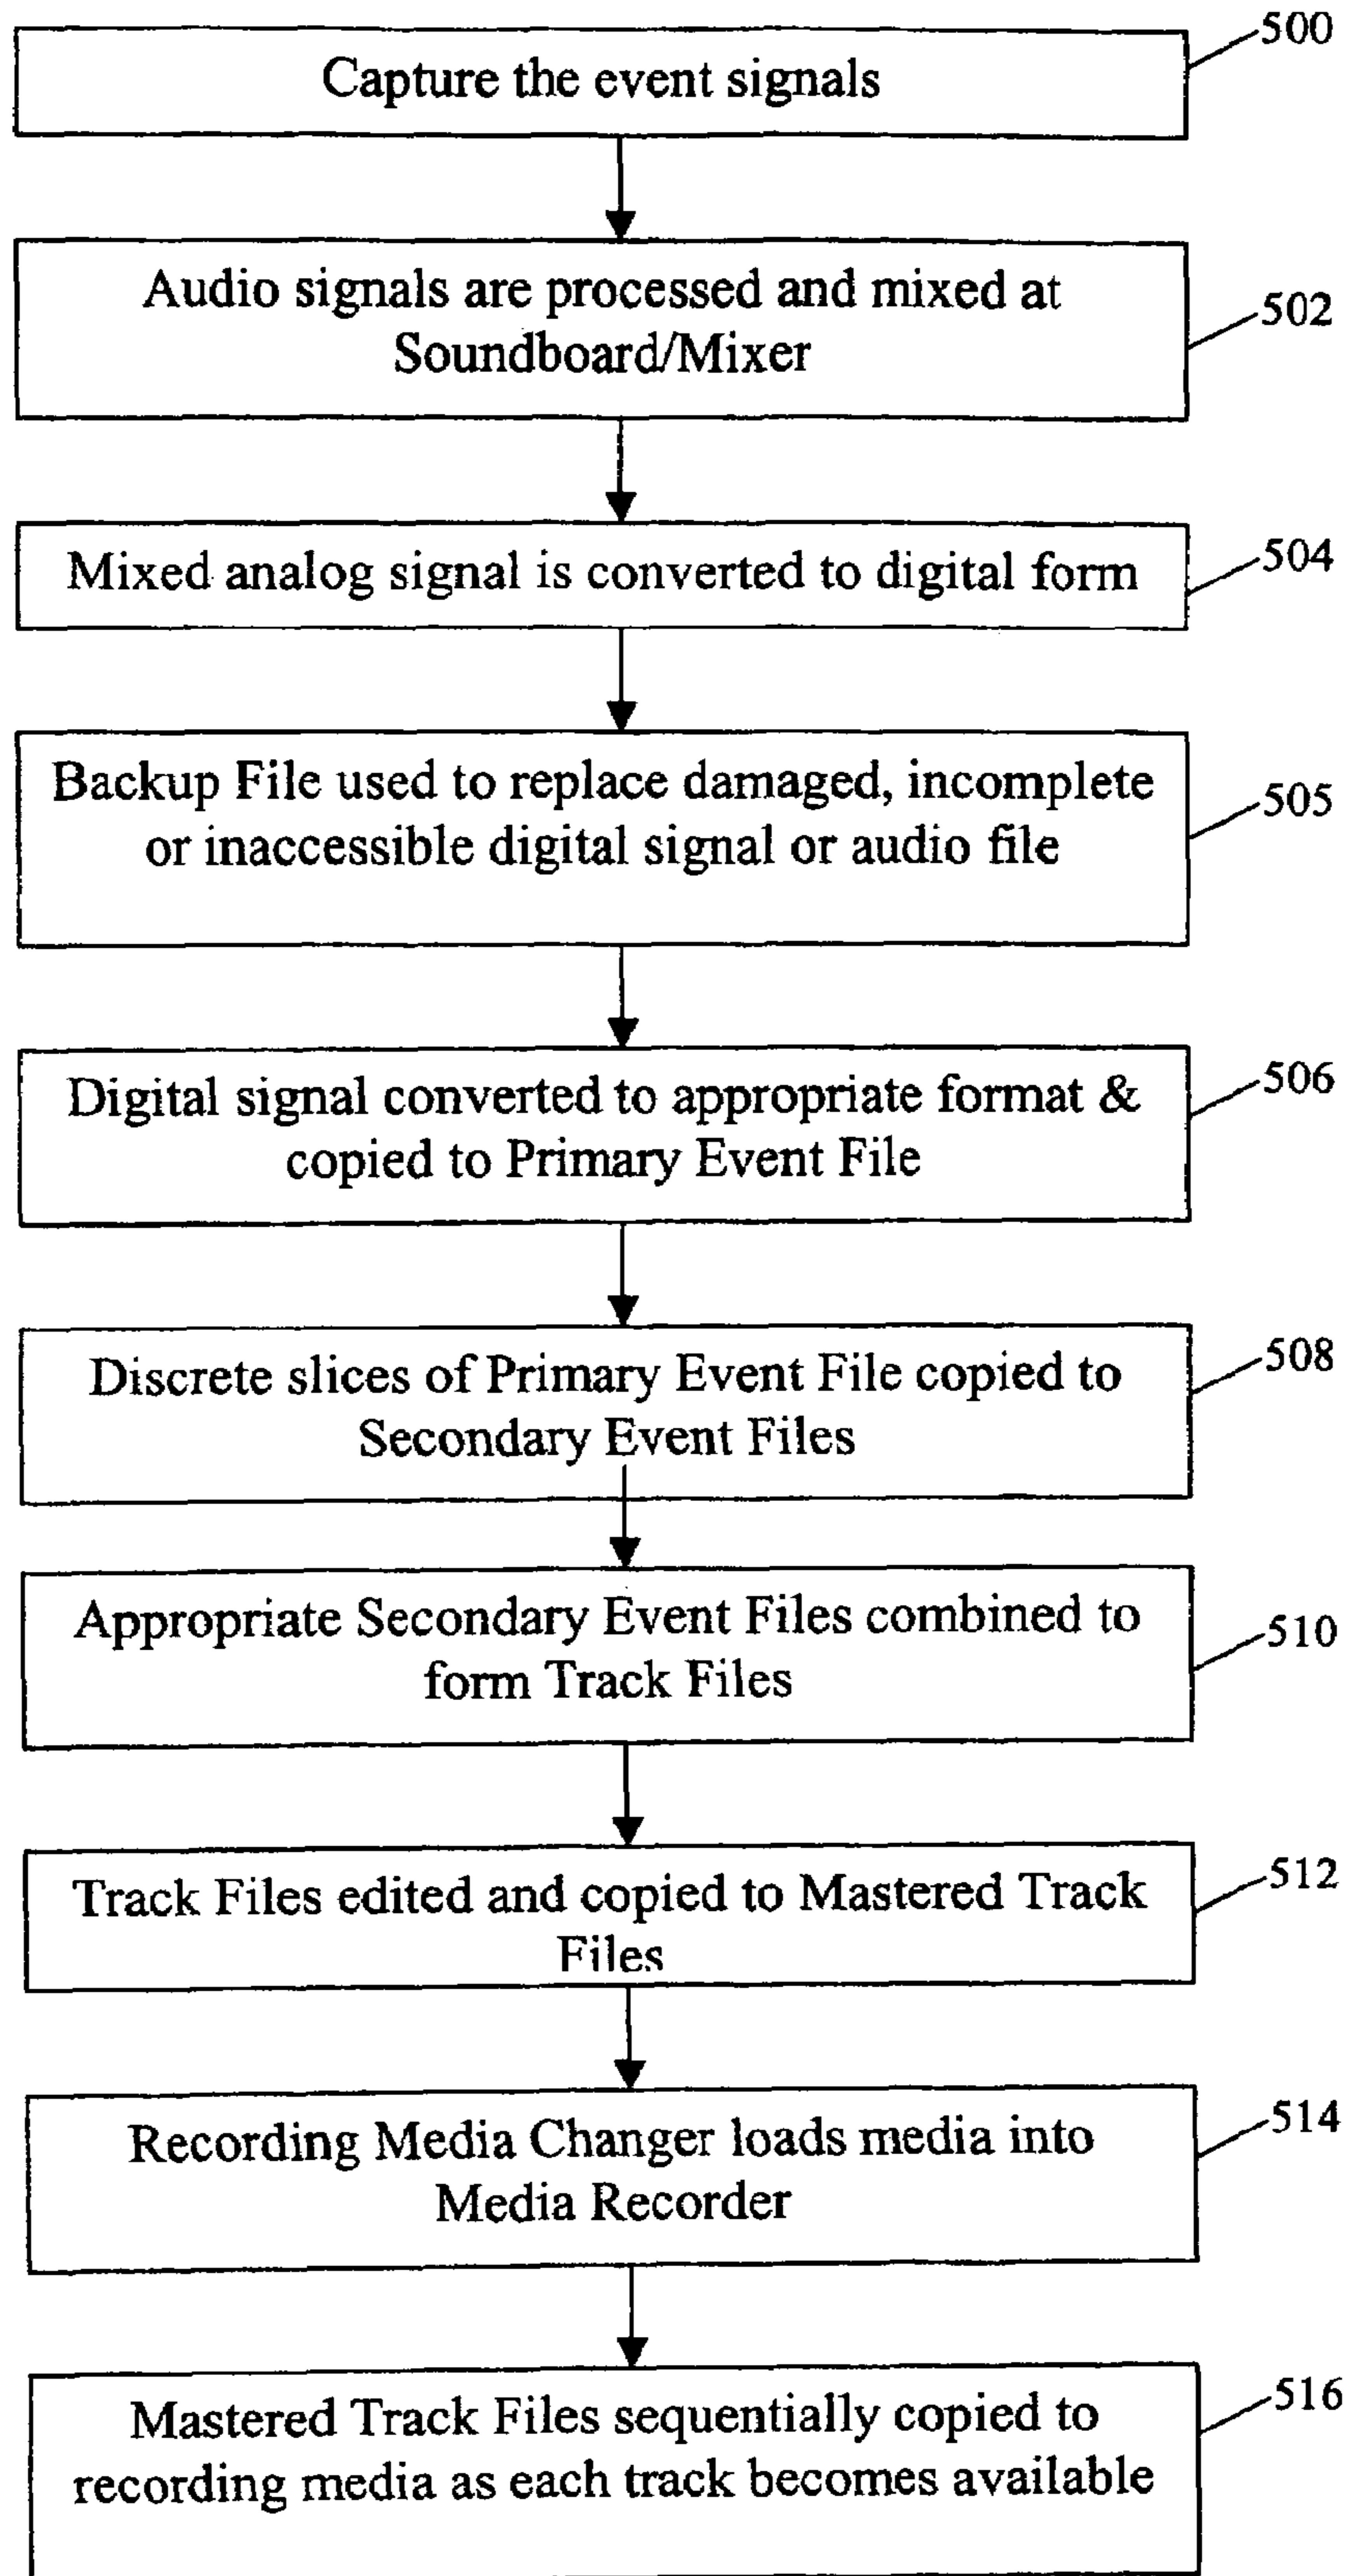 500
Capture the event signals
Audio signals are processed and mixed at
Soundboard/Mixer
502
Mixed analog signal is converted to digital form
504
Backup File used to replace damaged, incomplete
or inaccessible digital signal or audio file
505
Digital signal converted to appropriate format &
copied to Primary Event File
506
Discrete slices of Primary Event File copied to
Secondary Event Files
508
Appropriate Secondary Event Files combined to
form Track Files
510
Track Files edited and copied to Mastered Track
Files
512
Recording Media Changer loads media into
Media Recorder
514
Mastered Track Files sequentially copied to
recording media as each track becomes available
516